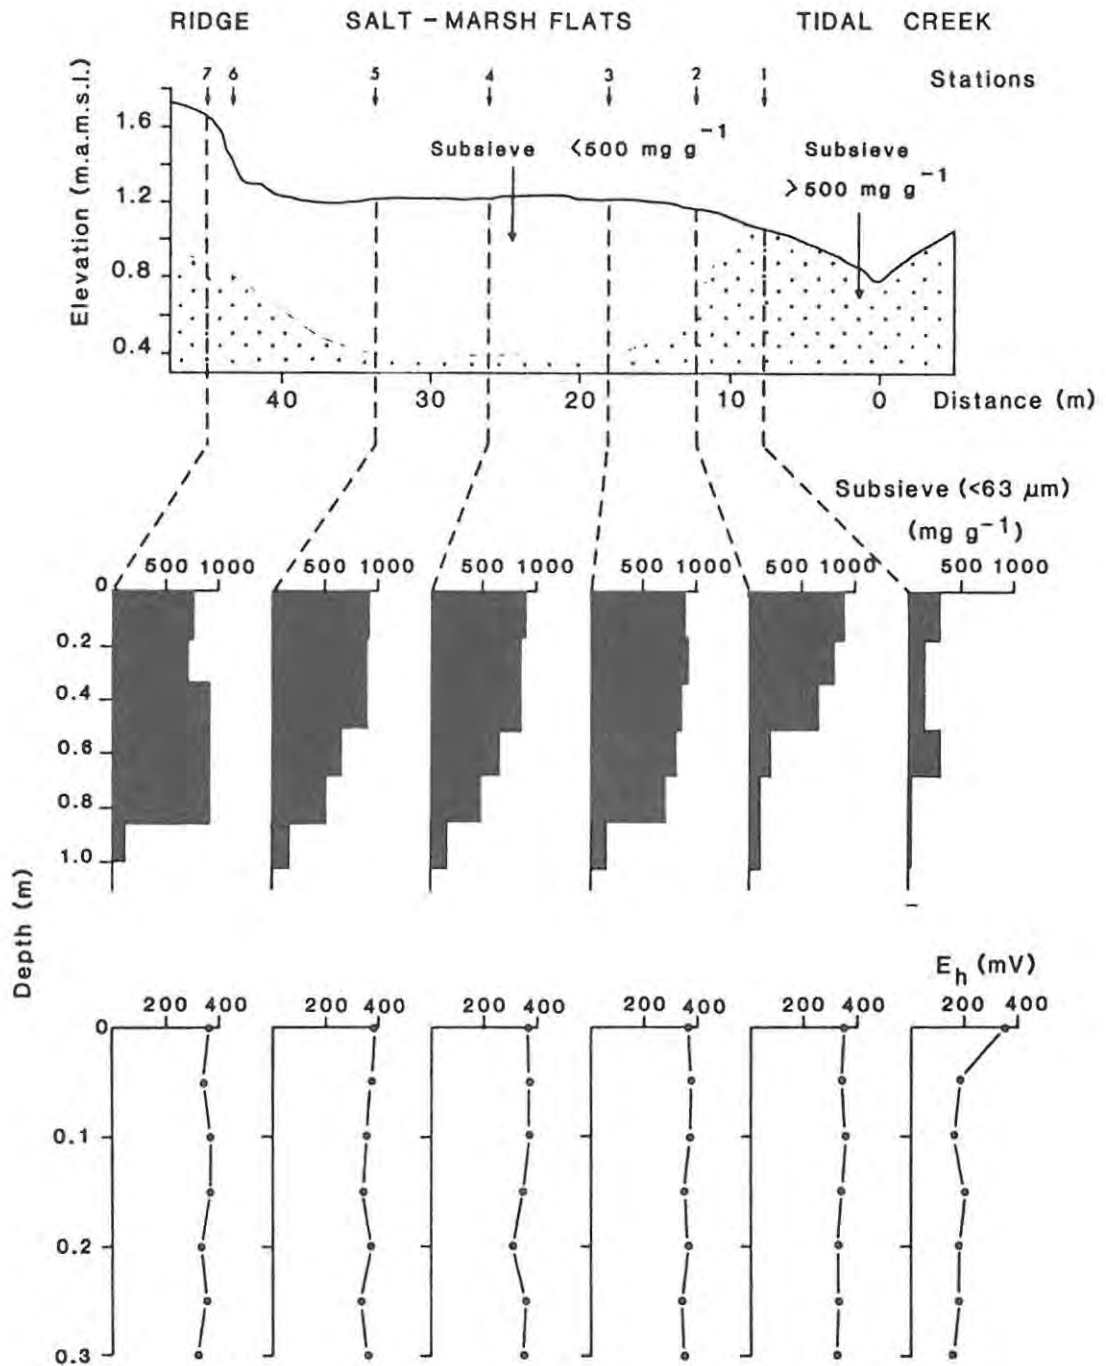 RIDGE SALT-MARSH FLATS TIDAL CREEK
7 6 5 4 3 2 1 Stations
Elevation (m.a.m.s.l.)
1.6
1.2
0.8
0.4
Subsieve <500 mg g⁻¹
Subsieve
>500 mg g⁻¹
40 30 20 10 0 Distance (m)
Subsieve (<63 µm)
(mg g⁻¹)
500 1000 500 1000 500 1000 500 1000 500 1000 500 1000
Depth (m)
0
0.2
0.4
0.6
0.8
1.0
Eh (mV)
200 400 200 400 200 400 200 400 200 400 200 400
0
0.1
0.2
0.3